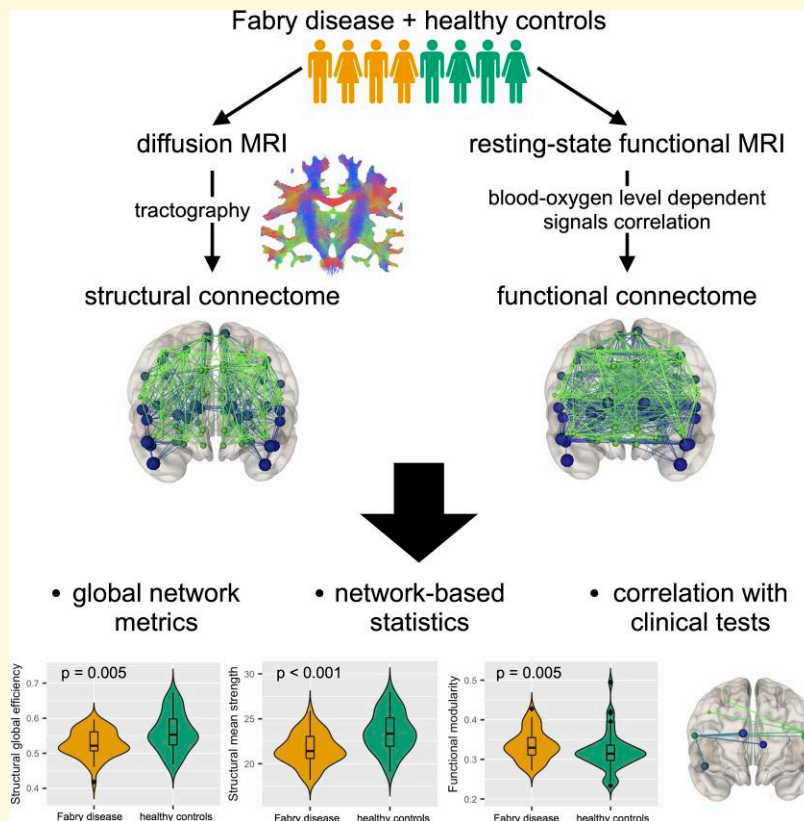 Fabry disease + healthy controls
diffusion MRI
resting-state functional MRI
tractography
blood-oxygen level dependent
signals correlation
structural connectome
functional connectome
• global network
metrics
• network-based
statistics
• correlation with
clinical tests
Structural global efficiency
0.7
0.6
0.5
0.4
p = 0.005
Fabry disease
healthy controls
Structural mean strength
30
25
20
p < 0.001
Fabry disease
healthy controls
Functional modularity
0.5
0.4
0.3
0.2
p = 0.005
Fabry disease
healthy controls